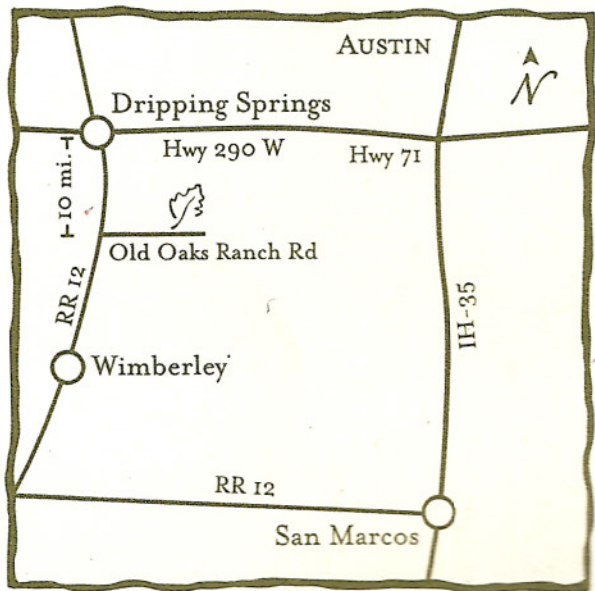 AUSTIN
N
Dripping Springs
Hwy 290 W
Hwy 71
10 mi.
Old Oaks Ranch Rd
RR 12
IH-35
Wimberley
RR 12
San Marcos